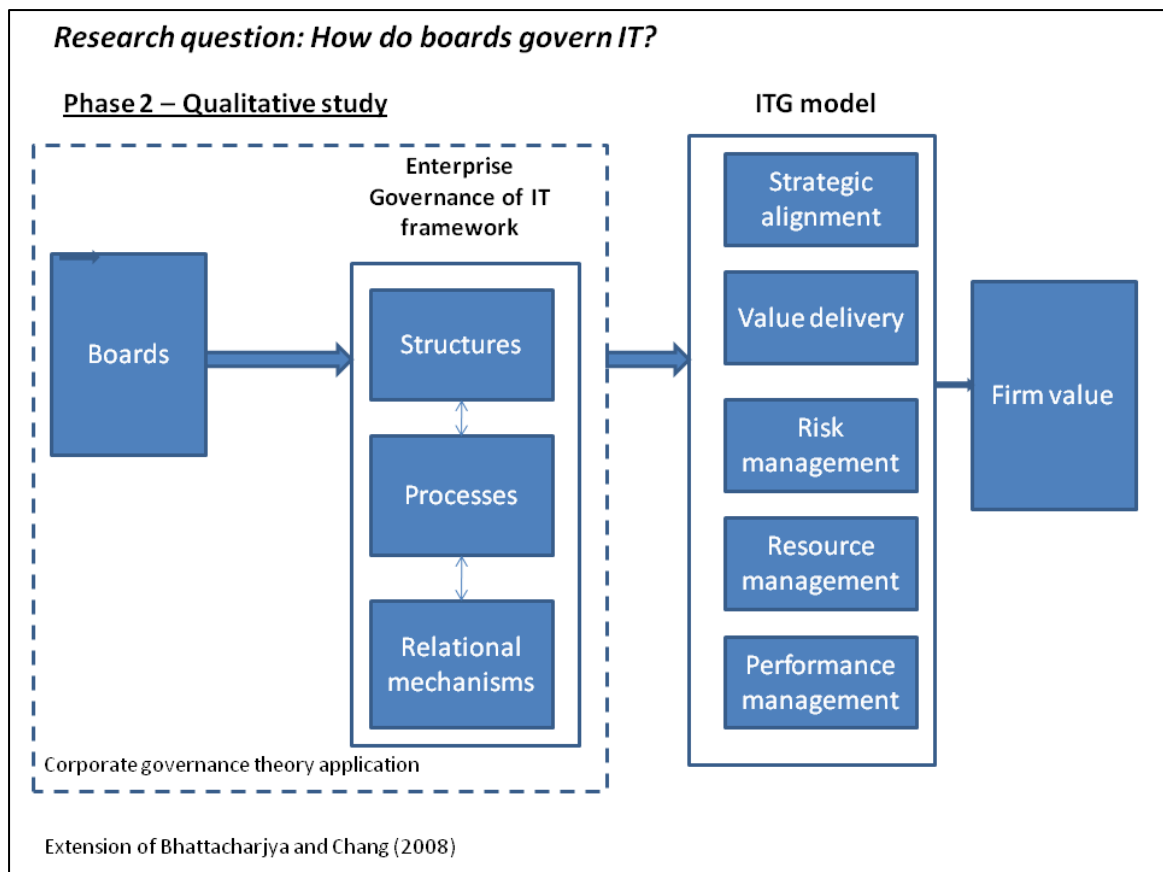 Research question: How do boards govern IT?
Phase 2 – Qualitative study
ITG model
Enterprise
Governance of IT
framework
Boards
Structures
Processes
Relational
mechanisms
Strategic
alignment
Value delivery
Risk
management
Resource
management
Performance
management
Firm value
Corporate governance theory application
Extension of Bhattacharjya and Chang (2008)